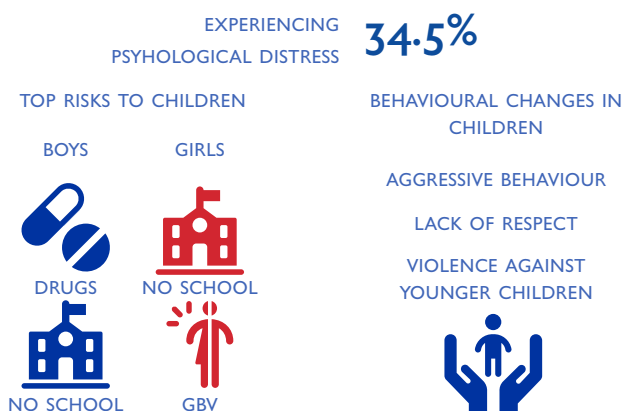 EXPERIENCING
PSYHOLOGICAL DISTRESS
34.5%
TOP RISKS TO CHILDREN
BOYS
GIRLS
DRUGS
NO SCHOOL
NO SCHOOL
GBV
BEHAVIOURAL CHANGES IN
CHILDREN
AGGRESSIVE BEHAVIOUR
LACK OF RESPECT
VIOLENCE AGAINST
YOUNGER CHILDREN